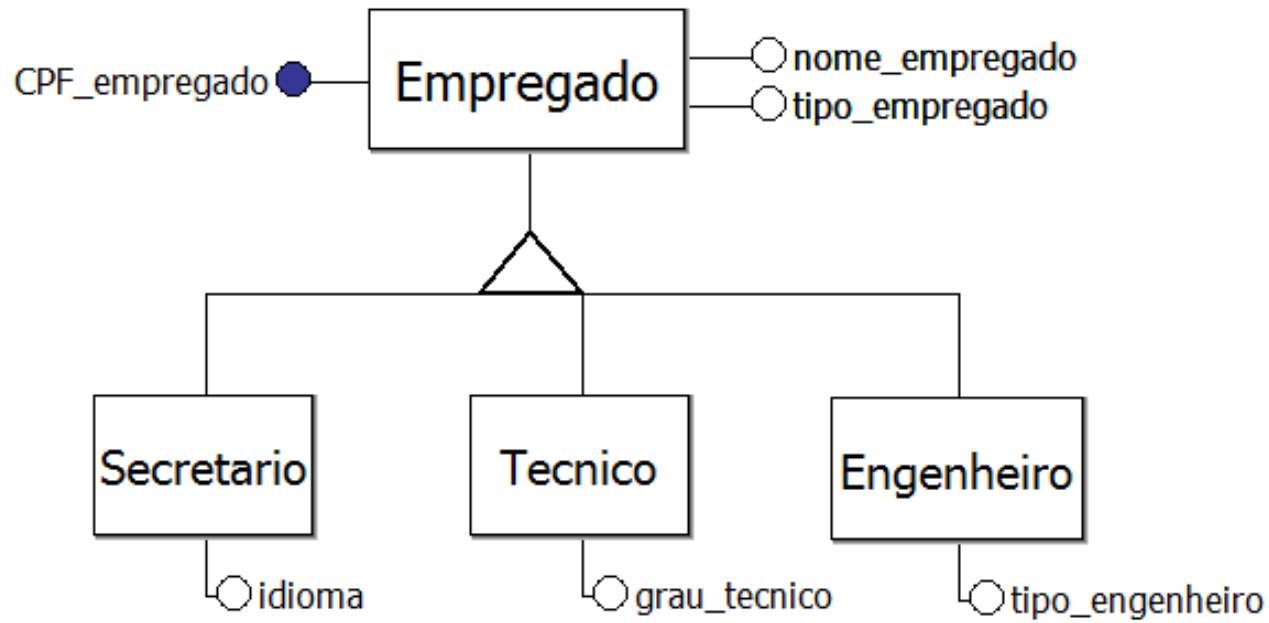 CPF_empregado
Empregado
nome_empregado
tipo_empregado
Secretario
Tecnico
Engenheiro
idioma
grau_tecnico
tipo_engenheiro